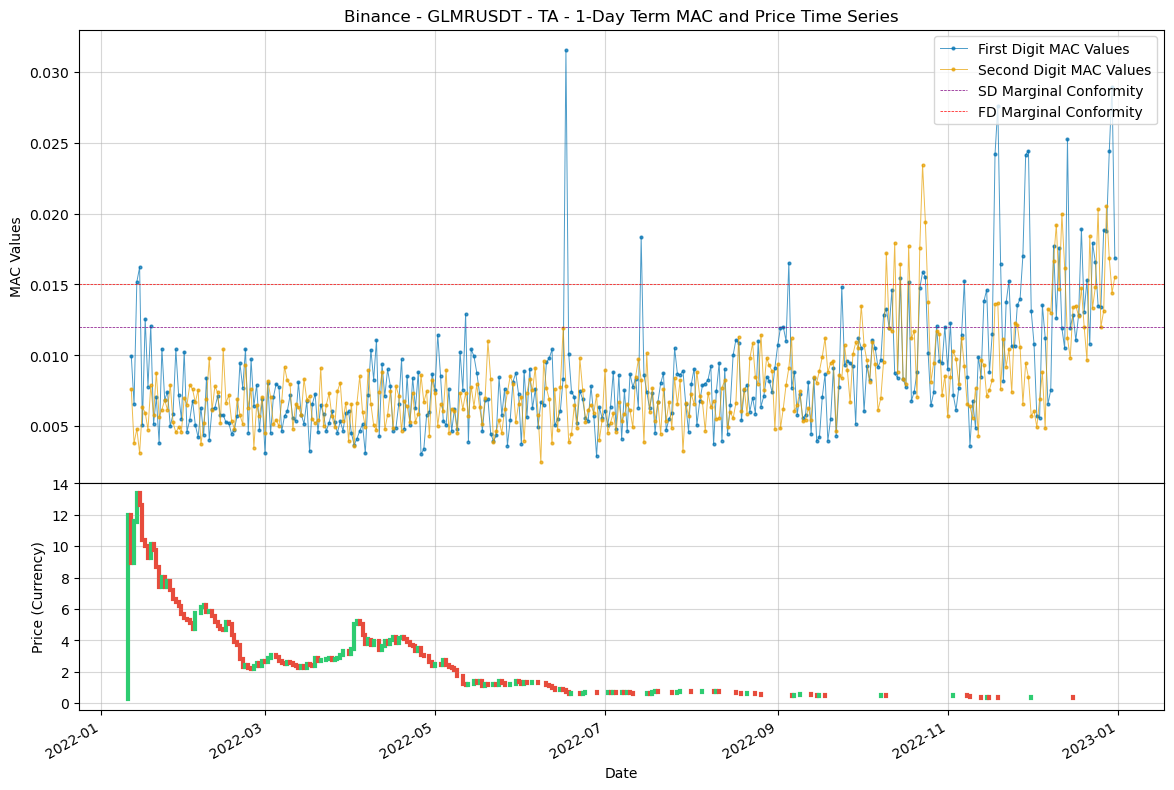 Binance - GLMRUSDT - TA - 1-Day Term MAC and Price Time Series
First Digit MAC Values
Second Digit MAC Values
SD Marginal Conformity
FD Marginal Conformity
MAC Values
0.030
0.025
0.020
0.015
0.010
0.005
Price (Currency)
14
12
10
8
6
4
2
0
2022-01
2022-03
2022-05
2022-07
2022-09
2022-11
2023-01
Date